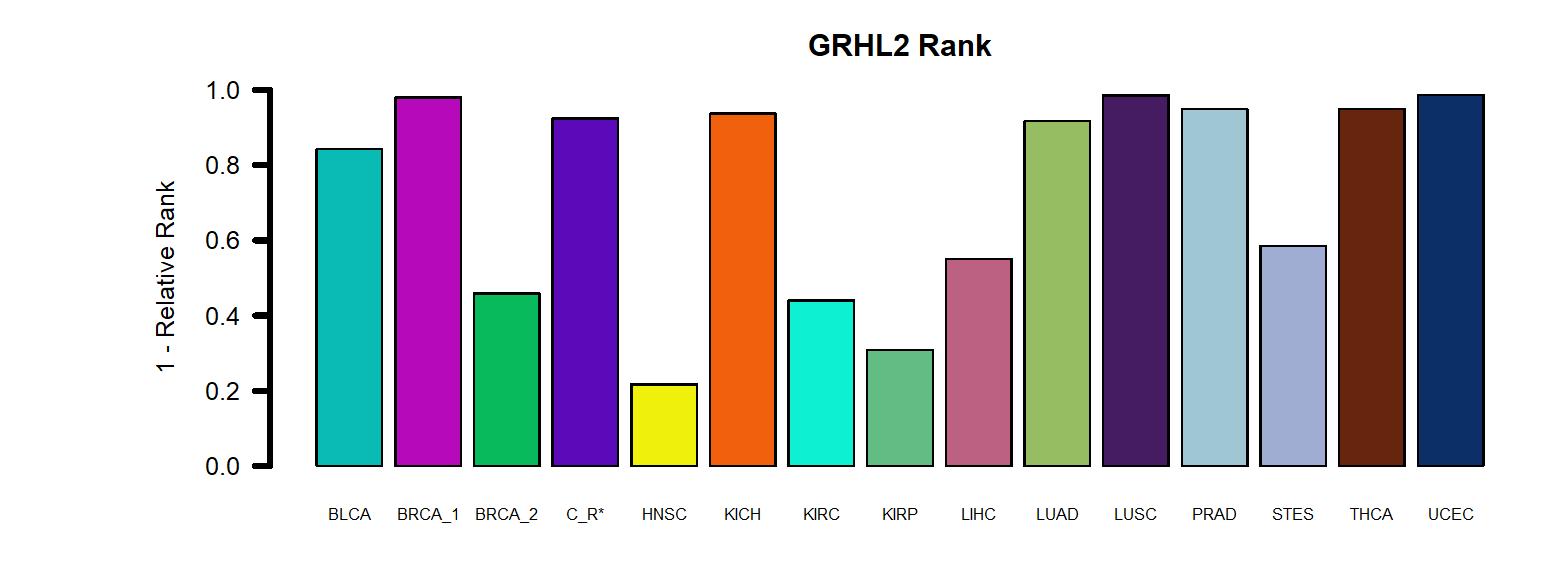 GRHL2 Rank
1 - Relative Rank
1.0
0.8
0.6
0.4
0.2
0.0
BLCA BRCA_1 BRCA_2 C_R* HNSC KICH KIRC KIRP LIHC LUAD LUSC PRAD STES THCA UCEC